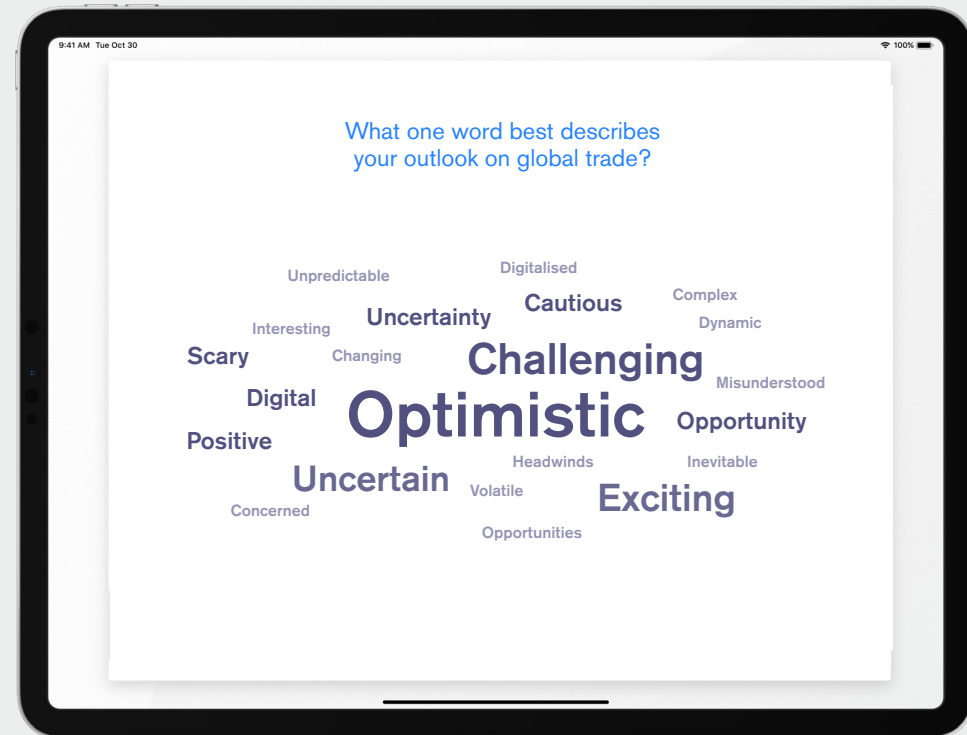 9:41 AM Tue Oct 30
100%
What one word best describes
your outlook on global trade?
Digitalised
Unpredictable
Complex
Cautious
Uncertainty
Dynamic
Interesting
Scary
Changing
Challenging
Misunderstood
Digital
Optimistic
Opportunity
Positive
Headwinds
Inevitable
Uncertain
Volatile
Exciting
Concerned
Opportunities